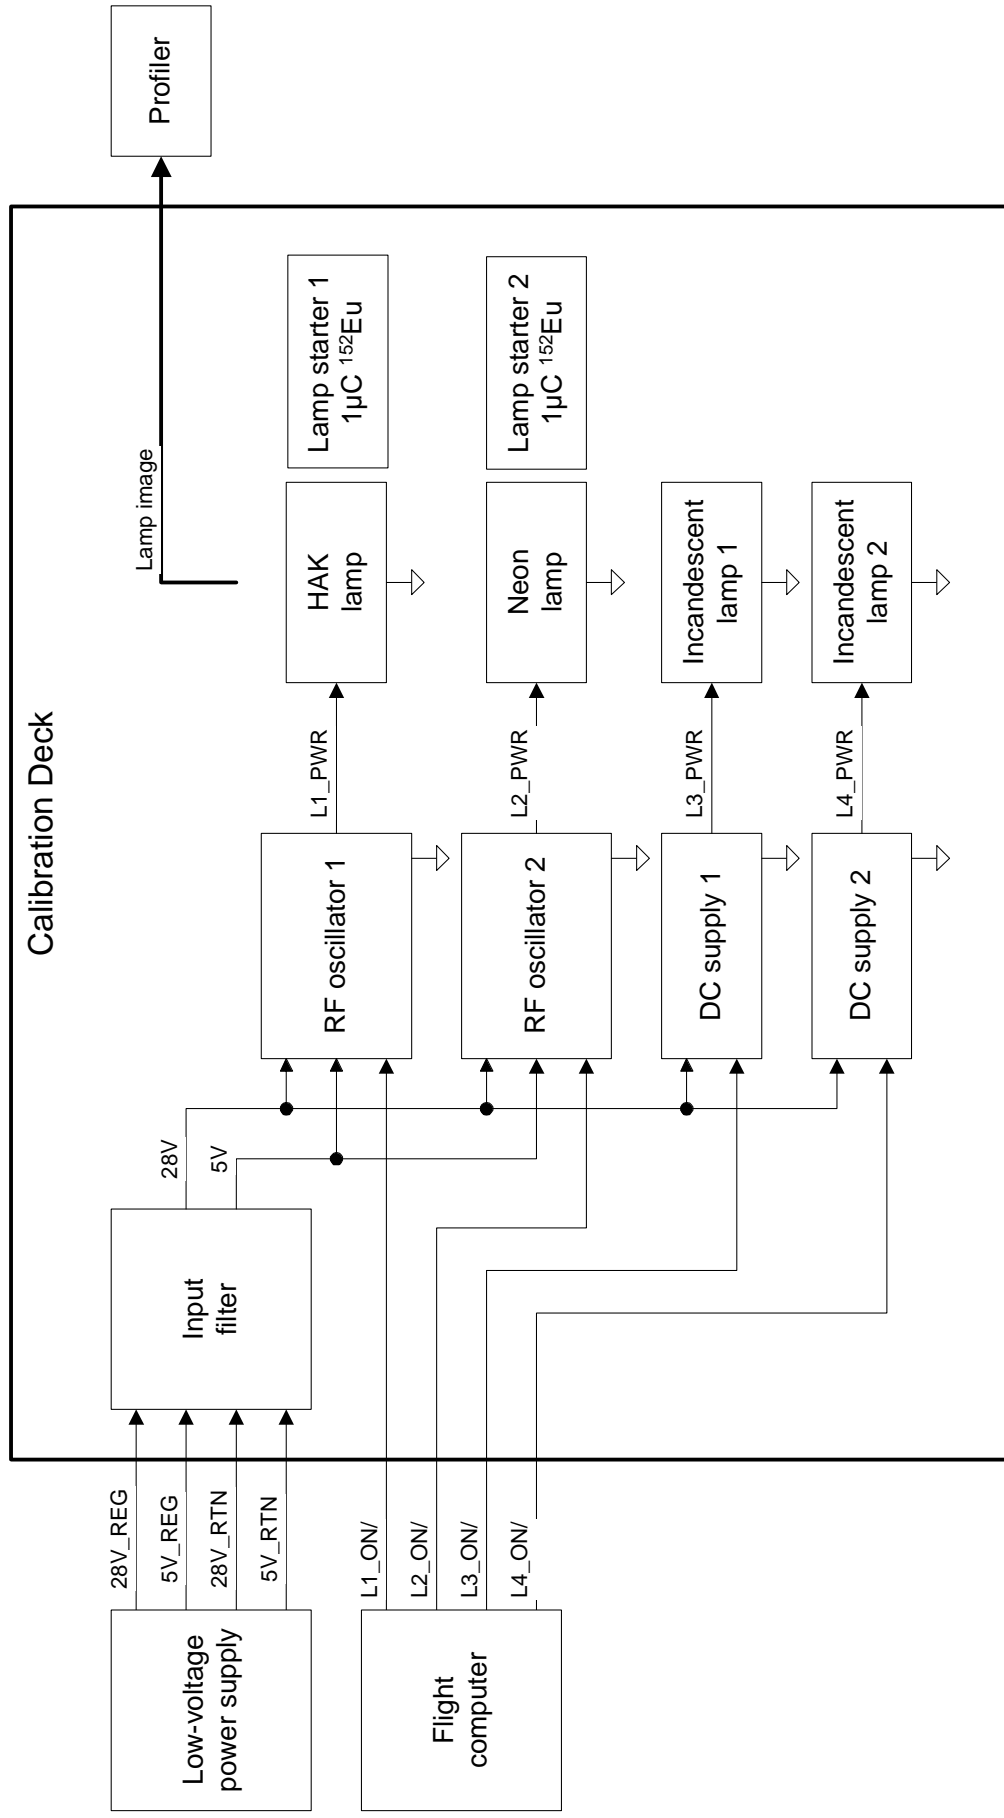 Calibration Deck
Low-voltage
power supply
28V_REG
5V_REG
28V_RTN
5V_RTN
Input
filter
28V
5V
Lamp image
Profiler
Flight
computer
L1_ON/
L2_ON/
L3_ON/
L4_ON/
RF oscillator 1
L1_PWR
HAK
lamp
Lamp starter 1
1µC ¹⁵²Eu
RF oscillator 2
L2_PWR
Neon
lamp
Lamp starter 2
1µC ¹⁵²Eu
DC supply 1
L3_PWR
Incandescent
lamp 1
DC supply 2
L4_PWR
Incandescent
lamp 2